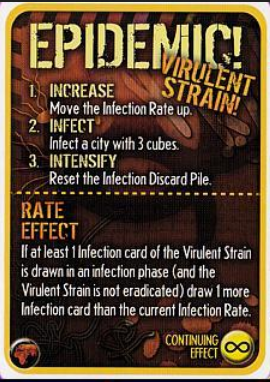 EPIDEMIC!
VIRULENT
STRAIN!
1. INCREASE
Move the Infection Rate up.
2. INFECT
Infect a city with 3 cubes.
3. INTENSIFY
Reset the Infection Discard Pile.
RATE
EFFECT
If at least 1 Infection card of the Virulent Strain
is drawn in an infection phase (and the
Virulent Strain is not eradicated) draw 1 more
Infection card than the current Infection Rate.
CONTINUING
EFFECT